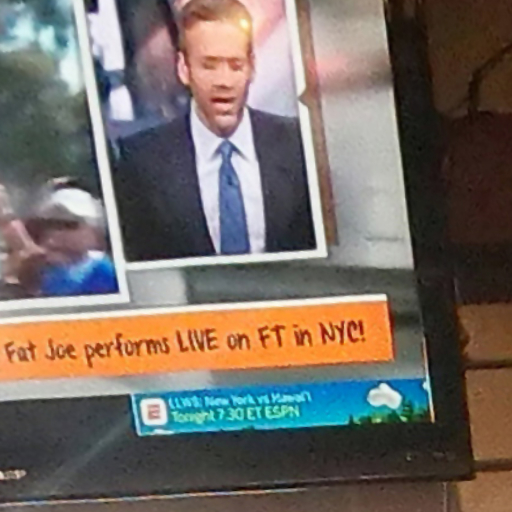 Fat Joe performs LIVE on FT in NYC!
LLWS: New York vs Hawai'i
Tonight 7:30 ET ESPN